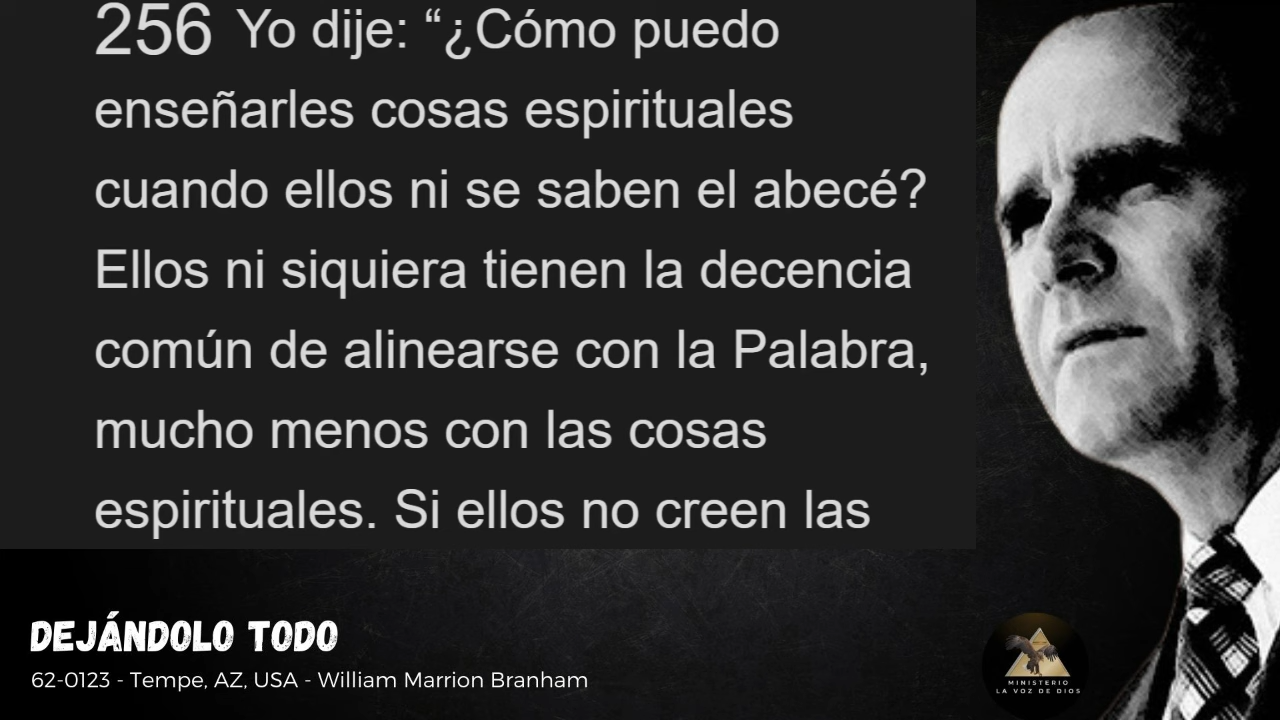 256 Yo dije: “¿Cómo puedo
enseñarles cosas espirituales
cuando ellos ni se saben el abecé?
Ellos ni siquiera tienen la decencia
común de alinearse con la Palabra,
mucho menos con las cosas
espirituales. Si ellos no creen las
DEJÁNDOLO TODO
62-0123 - Tempe, AZ, USA - William Marrion Branham
MINISTERIO
LA VOZ DE DIOS